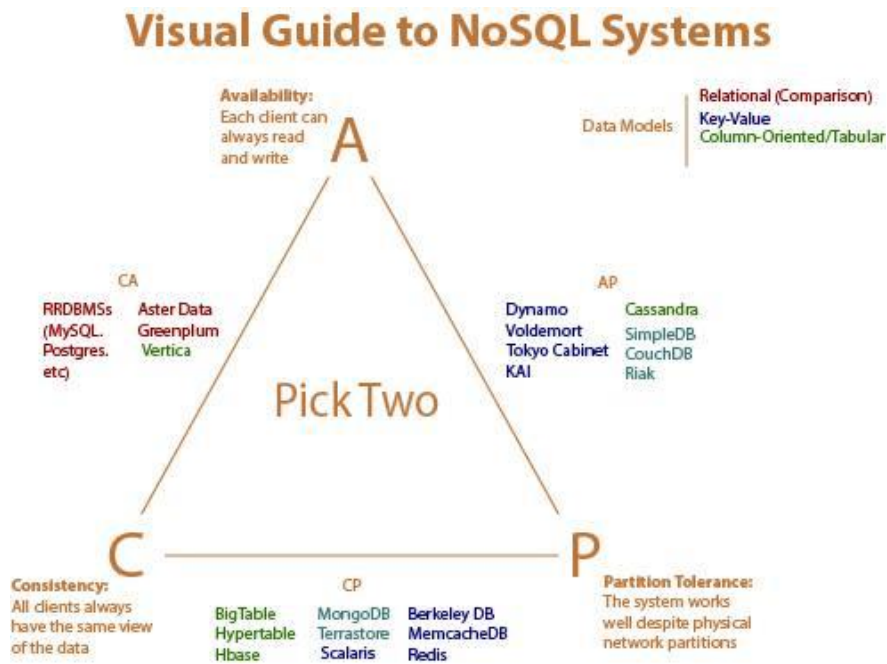 Visual Guide to NoSQL Systems
Availability:
Each client can
always read
and write
A
Data Models
Relational (Comparison)
Key-Value
Column-Oriented/Tabular
CA
RRDBMSs
(MySQL.
Postgres.
etc)
Aster Data
Greenplum
Vertica
AP
Dynamo
Voldemort
Tokyo Cabinet
KAI
Cassandra
SimpleDB
CouchDB
Riak
Pick Two
C
P
Consistency:
All clients always
have the same view
of the data
CP
BigTable
Hypertable
Hbase
MongoDB
Terrastore
Scalaris
Berkeley DB
MemcacheDB
Redis
Partition Tolerance:
The system works
well despite physical
network partitions